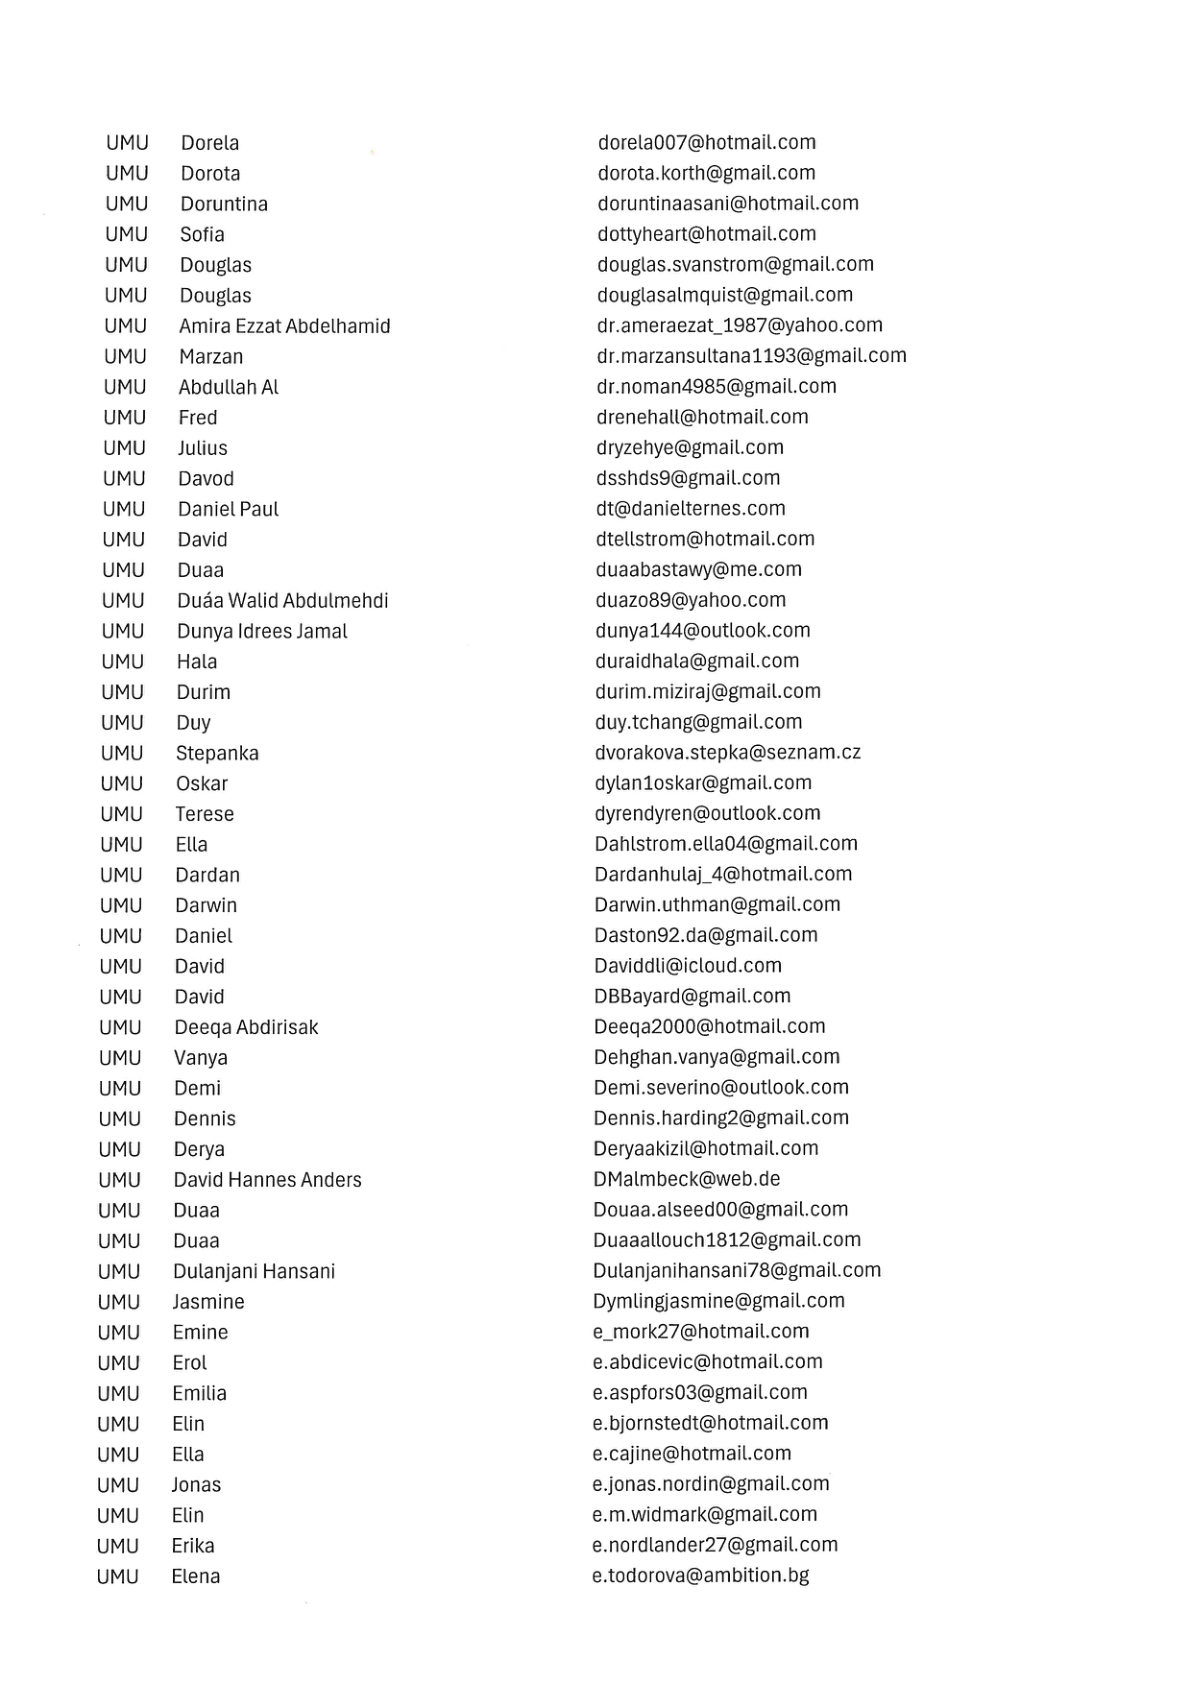 UMU Dorela dorela007@hotmail.com
UMU Dorota dorota.korth@gmail.com
UMU Doruntina doruntinaasani@hotmail.com
UMU Sofia dottyheart@hotmail.com
UMU Douglas douglas.svanstrom@gmail.com
UMU Douglas douglasalmquist@gmail.com
UMU Amira Ezzat Abdelhamid dr.ameraezat_1987@yahoo.com
UMU Marzan dr.marzansultana1193@gmail.com
UMU Abdullah Al dr.noman4985@gmail.com
UMU Fred drenehall@hotmail.com
UMU Julius dryzehye@gmail.com
UMU Davod dsshds9@gmail.com
UMU Daniel Paul dt@danielternes.com
UMU David dtellstrom@hotmail.com
UMU Duaa duaabastawy@me.com
UMU Duáa Walid Abdulmehdi duazo89@yahoo.com
UMU Dunya Idrees Jamal dunya144@outlook.com
UMU Hala duraidhala@gmail.com
UMU Durim durim.miziraj@gmail.com
UMU Duy duy.tchang@gmail.com
UMU Stepanka dvorakova.stepka@seznam.cz
UMU Oskar dylan1oskar@gmail.com
UMU Terese dyrendyren@outlook.com
UMU Ella Dahlstrom.ella04@gmail.com
UMU Dardan Dardanhulaj_4@hotmail.com
UMU Darwin Darwin.uthman@gmail.com
UMU Daniel Daston92.da@gmail.com
UMU David Daviddli@icloud.com
UMU David DBBayard@gmail.com
UMU Deeqa Abdirisak Deeqa2000@hotmail.com
UMU Vanya Dehghan.vanya@gmail.com
UMU Demi Demi.severino@outlook.com
UMU Dennis Dennis.harding2@gmail.com
UMU Derya Deryaakizil@hotmail.com
UMU David Hannes Anders DMalmbeck@web.de
UMU Duaa Douaa.alseed00@gmail.com
UMU Duaa Duaaallouch1812@gmail.com
UMU Dulanjani Hansani Dulanjanihansani78@gmail.com
UMU Jasmine Dymlingjasmine@gmail.com
UMU Emine e_mork27@hotmail.com
UMU Erol e.abdicevic@hotmail.com
UMU Emilia e.aspfors03@gmail.com
UMU Elin e.bjornstedt@hotmail.com
UMU Ella e.cajine@hotmail.com
UMU Jonas e.jonas.nordin@gmail.com
UMU Elin e.m.widmark@gmail.com
UMU Erika e.nordlander27@gmail.com
UMU Elena e.todorova@ambition.bg